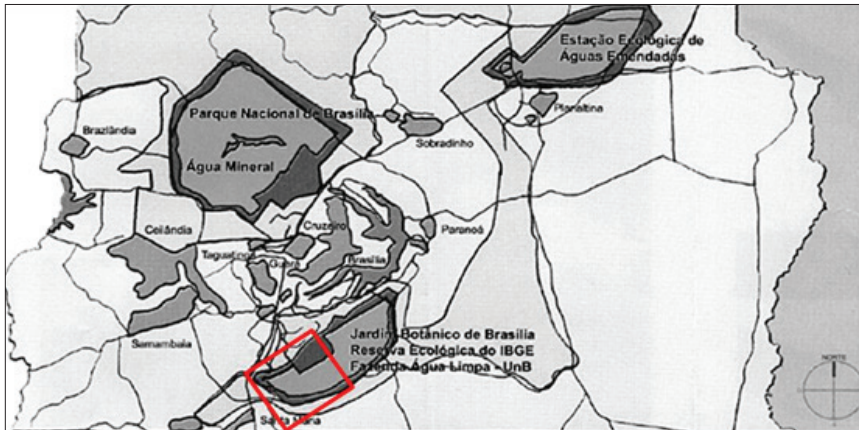 Estação Ecológica de
Águas Emendadas
Parque Nacional de Brasília
Planaltina
Brazlândia
Sobradinho
Água Mineral
Ceilândia
Cruzeiro
Paranoá
Taguatinga
Guará
Brasília
Samambaia
Jardim Botânico de Brasília
Reserva Ecológica do IBGE
Fazenda Água Limpa - UnB
Santa Maria
NORTE